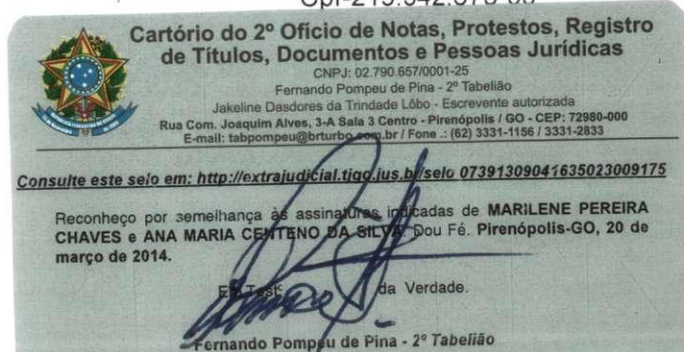 Cartório do 2º Ofício de Notas, Protestos, Registro
de Títulos, Documentos e Pessoas Jurídicas
CNPJ: 02.790.657/0001-25
Fernando Pompeu de Pina - 2º Tabelião
Jakeline Dasdores da Trindade Lôbo - Escrevente autorizada
Rua Com. Joaquim Alves, 3-A Sala 3 Centro - Pirenópolis / GO - CEP: 72980-000
E-mail: tabpompeu@brturbo.com.br / Fone .: (62) 3331-1156 / 3331-2833
Consulte este selo em: http://extrajudicial.tjgo.jus.br/selo 07391309041635023009175
Reconheço por semelhança às assinaturas indicadas de MARILENE PEREIRA
CHAVES e ANA MARIA CENTENO DA SILVA. Dou Fé. Pirenópolis-GO, 20 de
março de 2014.
Em Testº da Verdade.
Fernando Pompeu de Pina - 2º Tabelião